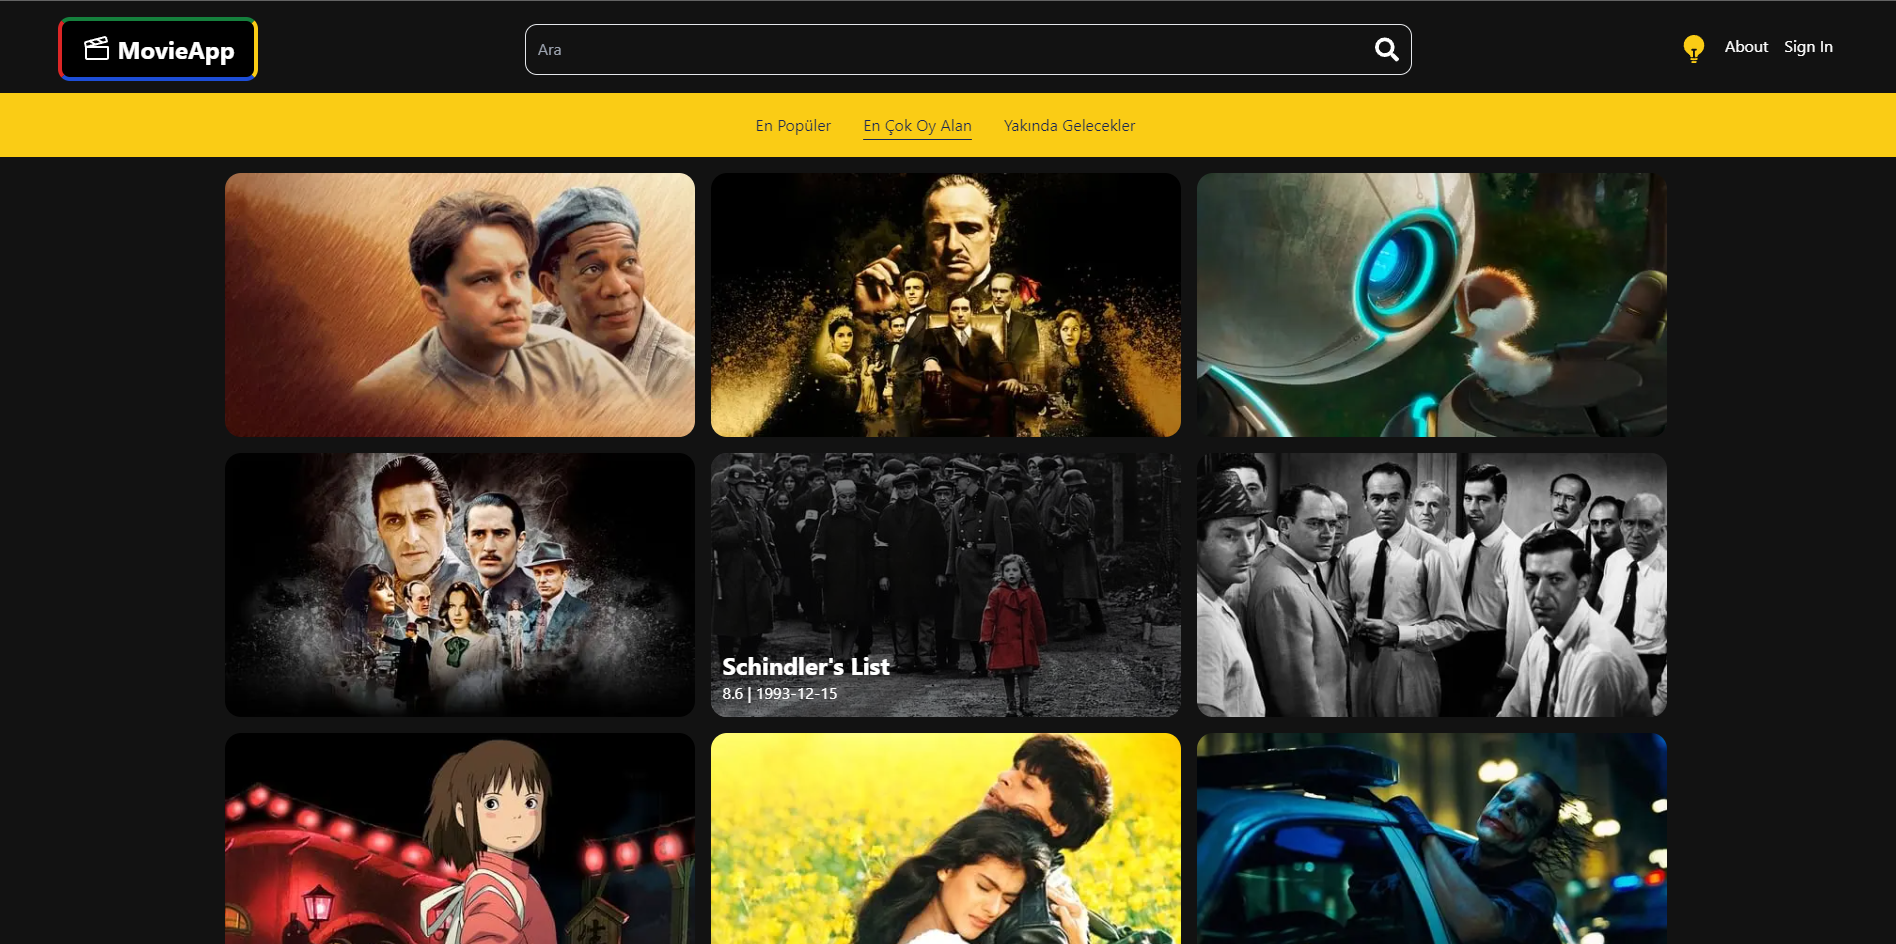 MovieApp
Ara
About
Sign In
En Popüler
En Çok Oy Alan
Yakında Gelecekler
Schindler's List
8.6 | 1993-12-15